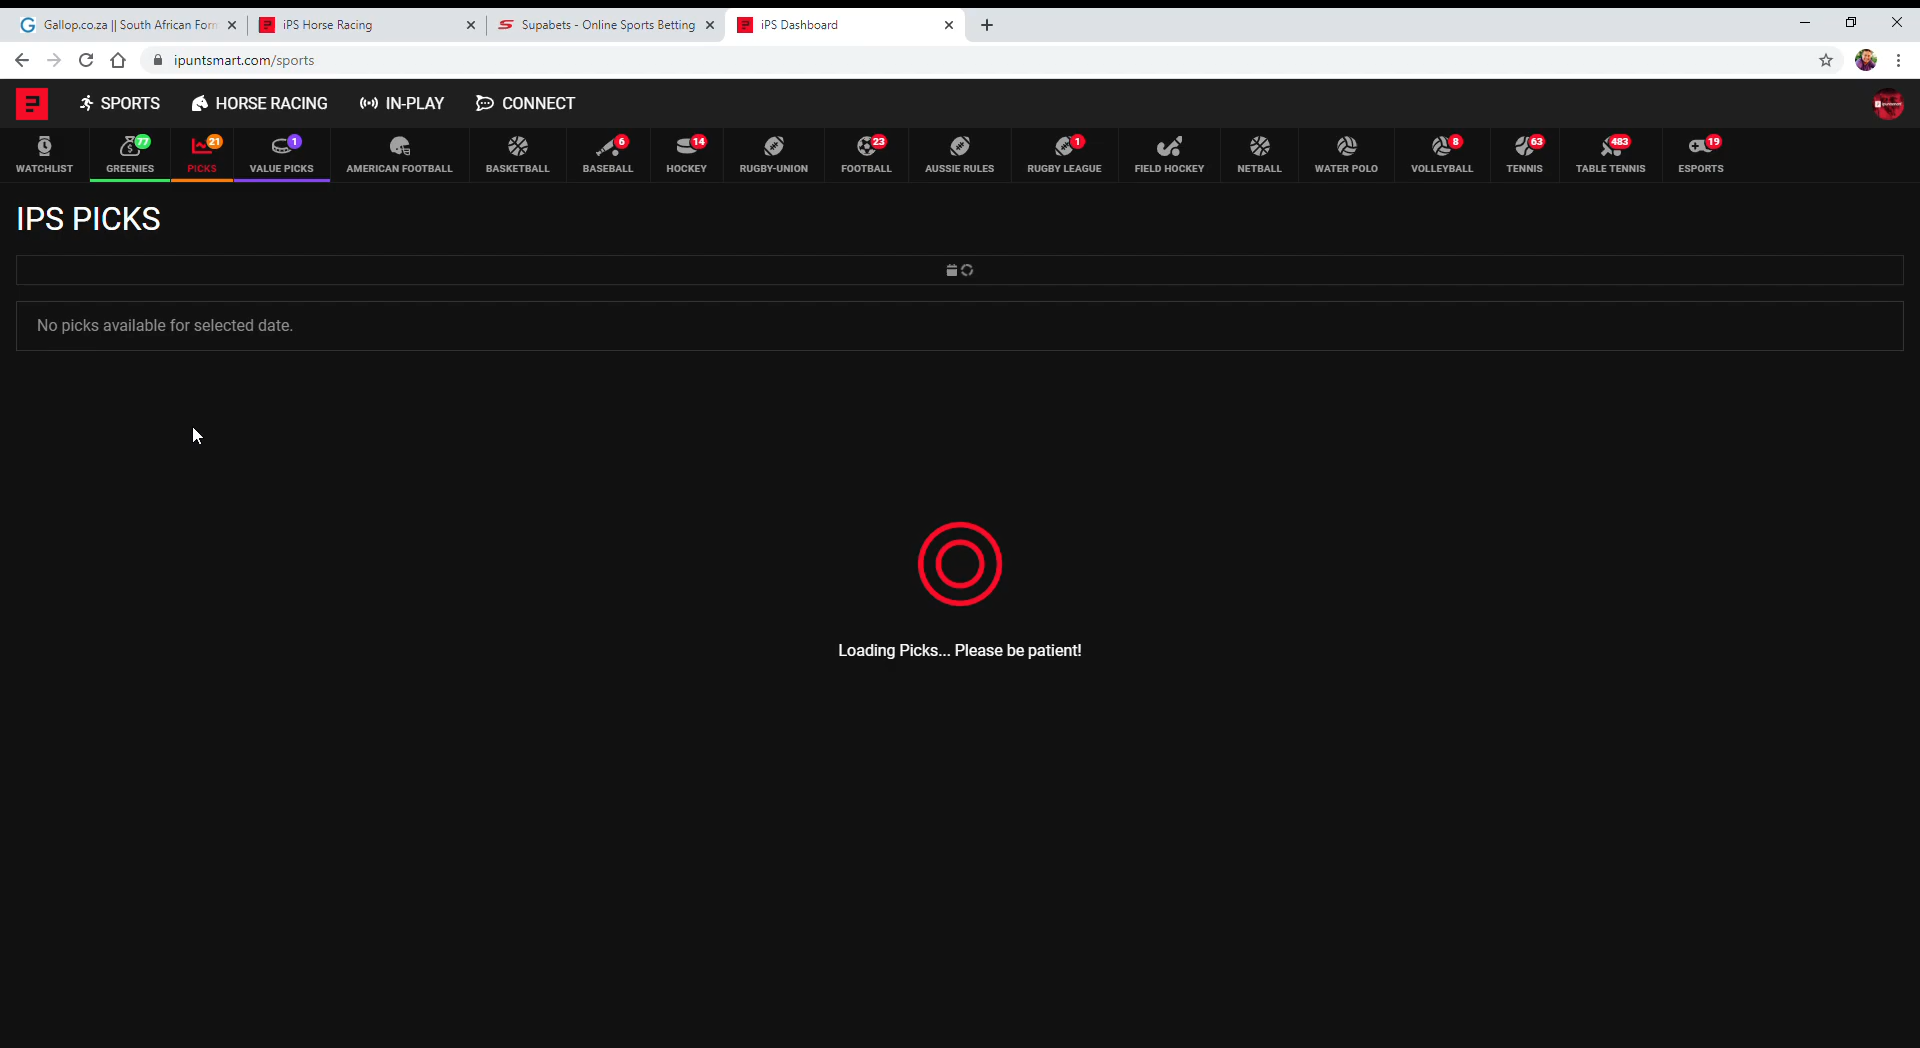 Gallop.co.za || South African Form
iPS Horse Racing
Supabets - Online Sports Betting
iPS Dashboard
ipuntsmart.com/sports
SPORTS
HORSE RACING
IN-PLAY
CONNECT
77
21
1
6
14
23
1
8
63
483
19
WATCHLIST
GREENIES
PICKS
VALUE PICKS
AMERICAN FOOTBALL
BASKETBALL
BASEBALL
HOCKEY
RUGBY-UNION
FOOTBALL
AUSSIE RULES
RUGBY LEAGUE
FIELD HOCKEY
NETBALL
WATER POLO
VOLLEYBALL
TENNIS
TABLE TENNIS
ESPORTS
IPS PICKS
No picks available for selected date.
Loading Picks... Please be patient!